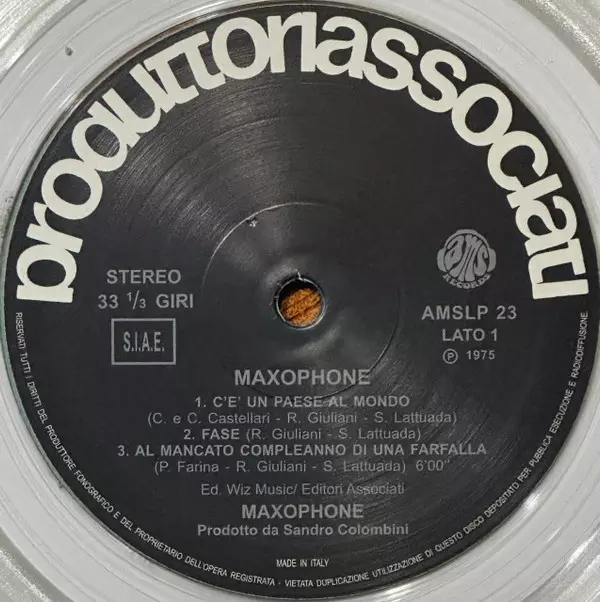 produttoriassociati
STEREO
33 1/3 GIRI
S.I.A.E.
ams
RECORDS
AMSLP 23
LATO 1
℗ 1975
MAXOPHONE
1. C'E' UN PAESE AL MONDO
(C. e C. Castellari - R. Giuliani - S. Lattuada)
2. FASE (R. Giuliani - S. Lattuada)
3. AL MANCATO COMPLEANNO DI UNA FARFALLA
(P. Farina - R. Giuliani - S. Lattuada) 6'00"
Ed. Wiz Music/ Editori Associati
MAXOPHONE
Prodotto da Sandro Colombini
MADE IN ITALY
RISERVATI TUTTI I DIRITTI DEL PRODUTTORE FONOGRAFICO E DEL PROPRIETARIO DELL'OPERA REGISTRATA - VIETATA DUPLICAZIONE UTILIZZAZIONE DI QUESTO DISCO DEPOSITATO PER PUBBLICA ESECUZIONE E RADIODIFFUSIONE.